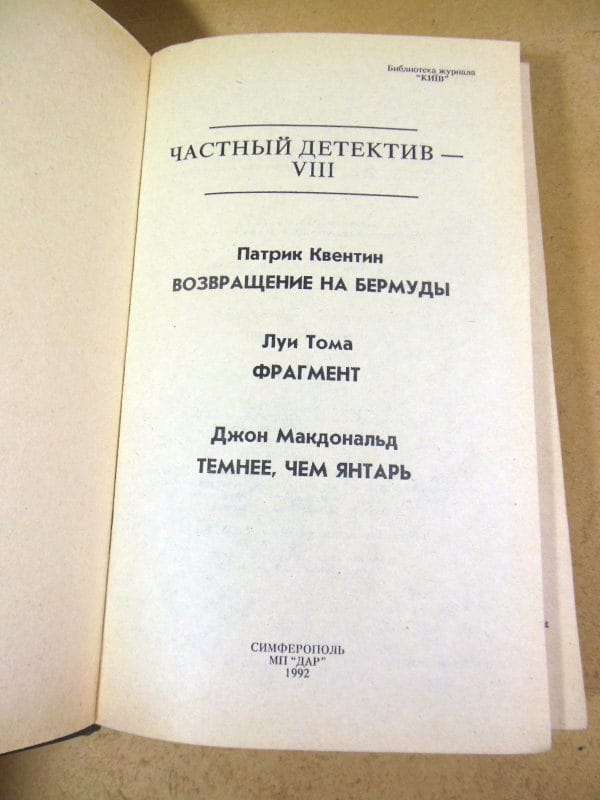 Библиотека журнала
"КИЇВ"
ЧАСТНЫЙ ДЕТЕКТИВ —
VIII
Патрик Квентин
ВОЗВРАЩЕНИЕ НА БЕРМУДЫ
Луи Тома
ФРАГМЕНТ
Джон Макдональд
ТЕМНЕЕ, ЧЕМ ЯНТАРЬ
СИМФЕРОПОЛЬ
МП "ДАР"
1992